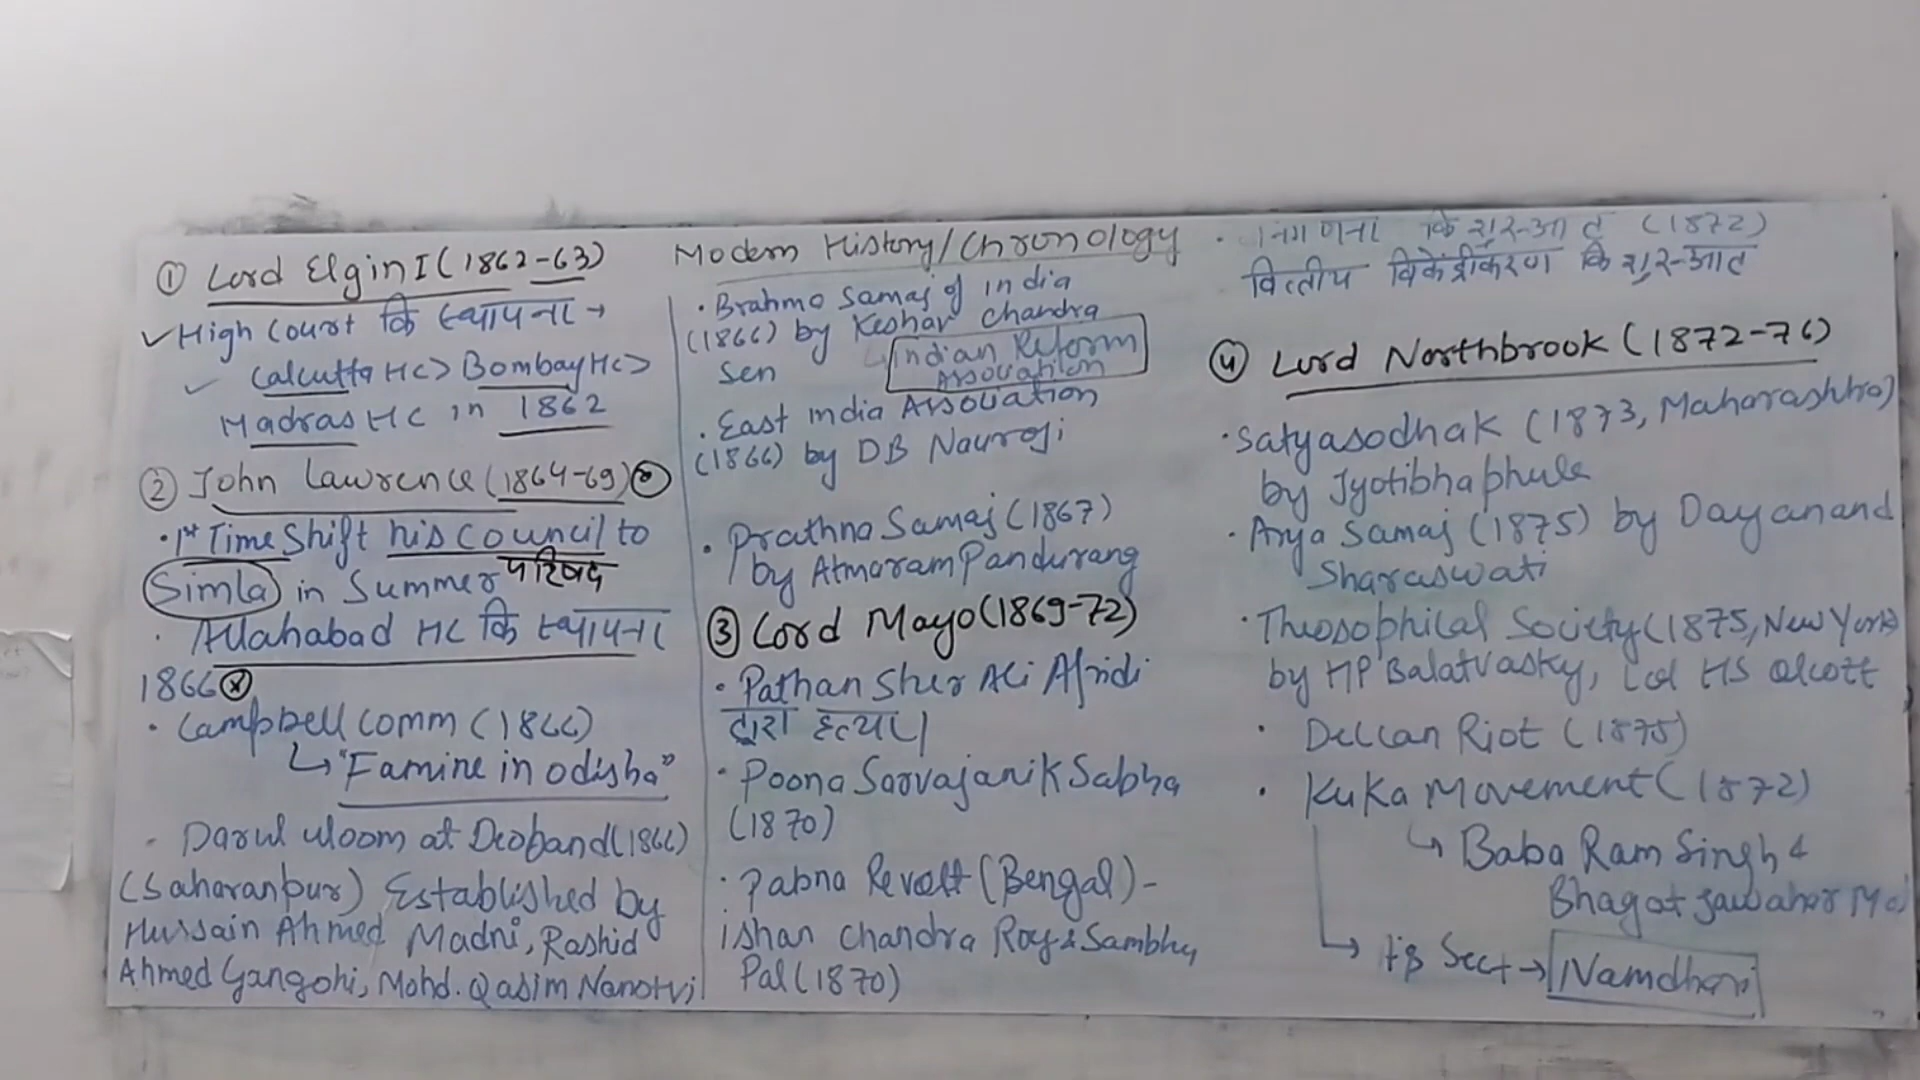 Modern History/Chronology
① Lord Elgin I (1862-63)
✓ High Court कि स्थापना →
✓ Calcutta HC > Bombay HC >
Madras HC in 1862
② John Lawrence (1864-69)
• 1st Time Shift his Council to
Simla in Summer परिषद
• Allahabad HC कि स्थापना
1866
• Campbell Comm (1866)
↳ "Famine in Odisha"
• Darul Uloom at Deoband (1866)
(Saharanpur) Established by
Hussain Ahmed Madni, Rashid
Ahmed Gangohi, Mohd. Qasim Nanotvi
• Brahmo Samaj of India
(1866) by Keshav Chandra
Sen
Indian Reform
Association
• East India Association
(1866) by DB Nauroji
• Prathna Samaj (1867)
by Atmaram Pandurang
③ Lord Mayo (1869-72)
• Pathan Sher Ali Afridi
द्वारा हत्या।
• Poona Sarvajanik Sabha
(1870)
• Pabna Revolt (Bengal) -
ishan Chandra Roy & Sambhu
Pal (1870)
• कि शुरूआत (1872)
वित्तीय विकेंद्रीकरण कि शुरूआत
④ Lord Northbrook (1872-76)
• Satyasodhak (1873, Maharashtra)
by Jyotibhaphule
• Arya Samaj (1875) by Dayanand
Sharaswati
• Theosophical Society (1875, New York)
by HP Balatvasky, Col HS Olcott
• Deccan Riot (1875)
• Kuka Movement (1872)
↳ Baba Ram Singh &
Bhagat Jawahar
→ Sect → Namdhari